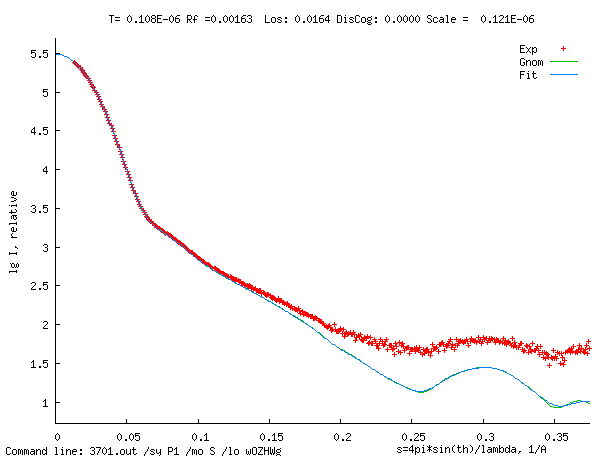 T= 0.108E-06 Rf =0.00163 Los: 0.0164 DisCog: 0.0000 Scale = 0.121E-06
Exp
Gnom
Fit
lg I, relative
5.5
5
4.5
4
3.5
3
2.5
2
1.5
1
0 0.05 0.1 0.15 0.2 0.25 0.3 0.35
s=4pi*sin(th)/lambda, 1/A
Command line: 3701.out /sy P1 /mo S /lo wOZHWg